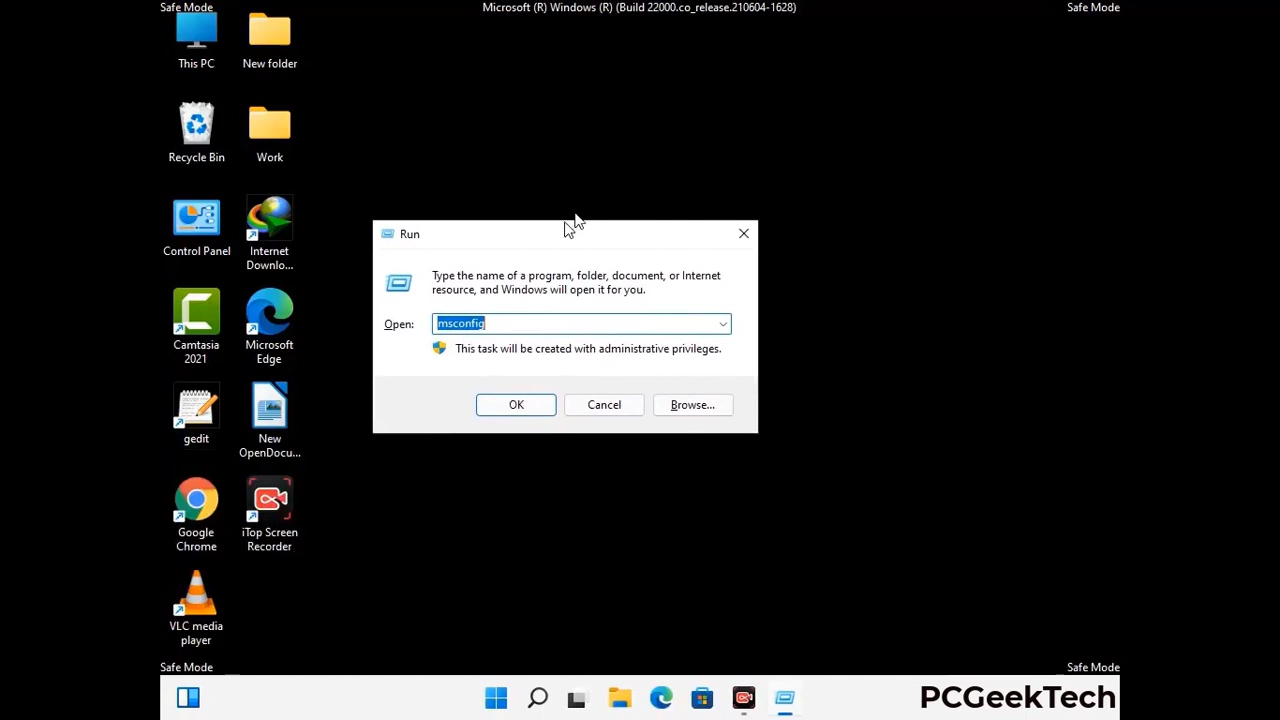 Safe Mode
Microsoft (R) Windows (R) (Build 22000.co_release.210604-1628)
Safe Mode
This PC
New folder
Recycle Bin
Work
Control Panel
Internet
Downlo...
Camtasia
2021
Microsoft
Edge
gedit
New
OpenDocu...
Google
Chrome
iTop Screen
Recorder
VLC media
player
Run
Type the name of a program, folder, document, or Internet
resource, and Windows will open it for you.
Open:
msconfig
This task will be created with administrative privileges.
OK
Cancel
Browse...
Safe Mode
Safe Mode
PCGeekTech